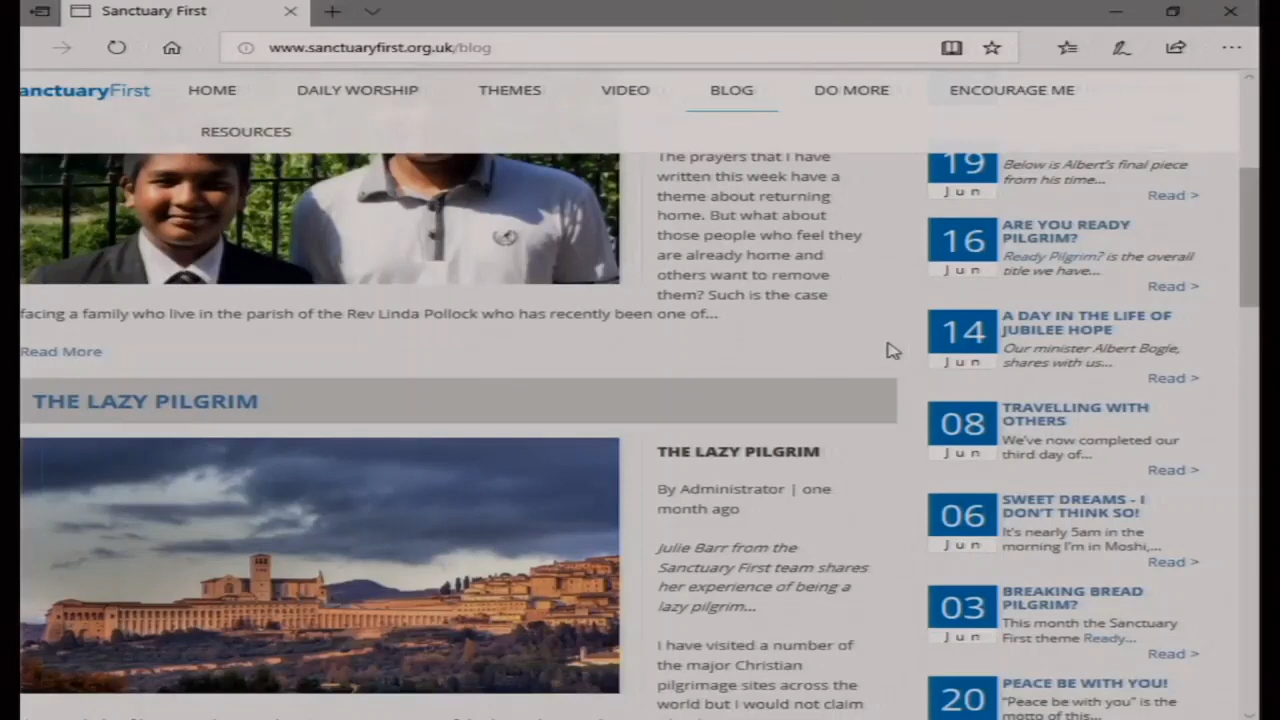 Sanctuary First
www.sanctuaryfirst.org.uk/blog
anctuaryFirst
HOME
DAILY WORSHIP
THEMES
VIDEO
BLOG
DO MORE
ENCOURAGE ME
RESOURCES
The prayers that I have
written this week have a
theme about returning
home. But what about
those people who feel they
are already home and
others want to remove
them? Such is the case
facing a family who live in the parish of the Rev Linda Pollock who has recently been one of...
Read More
THE LAZY PILGRIM
THE LAZY PILGRIM
By Administrator | one
month ago
Julie Barr from the
Sanctuary First team shares
her experience of being a
lazy pilgrim...
I have visited a number of
the major Christian
pilgrimage sites across the
world but I would not claim
19
Jun
Below is Albert's final piece
from his time...
Read >
16
Jun
ARE YOU READY
PILGRIM?
Ready Pilgrim? is the overall
title we have...
Read >
14
Jun
A DAY IN THE LIFE OF
JUBILEE HOPE
Our minister Albert Bogle,
shares with us...
Read >
08
Jun
TRAVELLING WITH
OTHERS
We've now completed our
third day of...
Read >
06
Jun
SWEET DREAMS - I
DON'T THINK SO!
It's nearly 5am in the
morning I'm in Moshi,...
Read >
03
Jun
BREAKING BREAD
PILGRIM?
This month the Sanctuary
First theme Ready...
Read >
20
PEACE BE WITH YOU!
"Peace be with you" is the
motto of this...